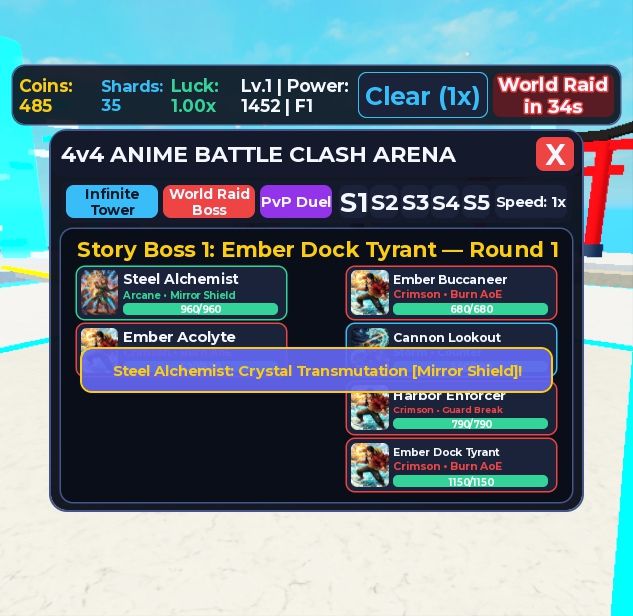 Coins:
485
Shards:
35
Luck:
1.00x
Lv.1 | Power:
1452 | F1
Clear (1x)
World Raid
in 34s
4v4 ANIME BATTLE CLASH ARENA
X
Infinite
Tower
World Raid
Boss
PvP Duel
S1 S2 S3 S4 S5
Speed: 1x
Story Boss 1: Ember Dock Tyrant — Round 1
Steel Alchemist
Arcane • Mirror Shield
960/960
Ember Buccaneer
Crimson • Burn AoE
680/680
Ember Acolyte
Cannon Lookout
Steel Alchemist: Crystal Transmutation [Mirror Shield]!
Harbor Enforcer
Crimson • Guard Break
790/790
Ember Dock Tyrant
Crimson • Burn AoE
1150/1150